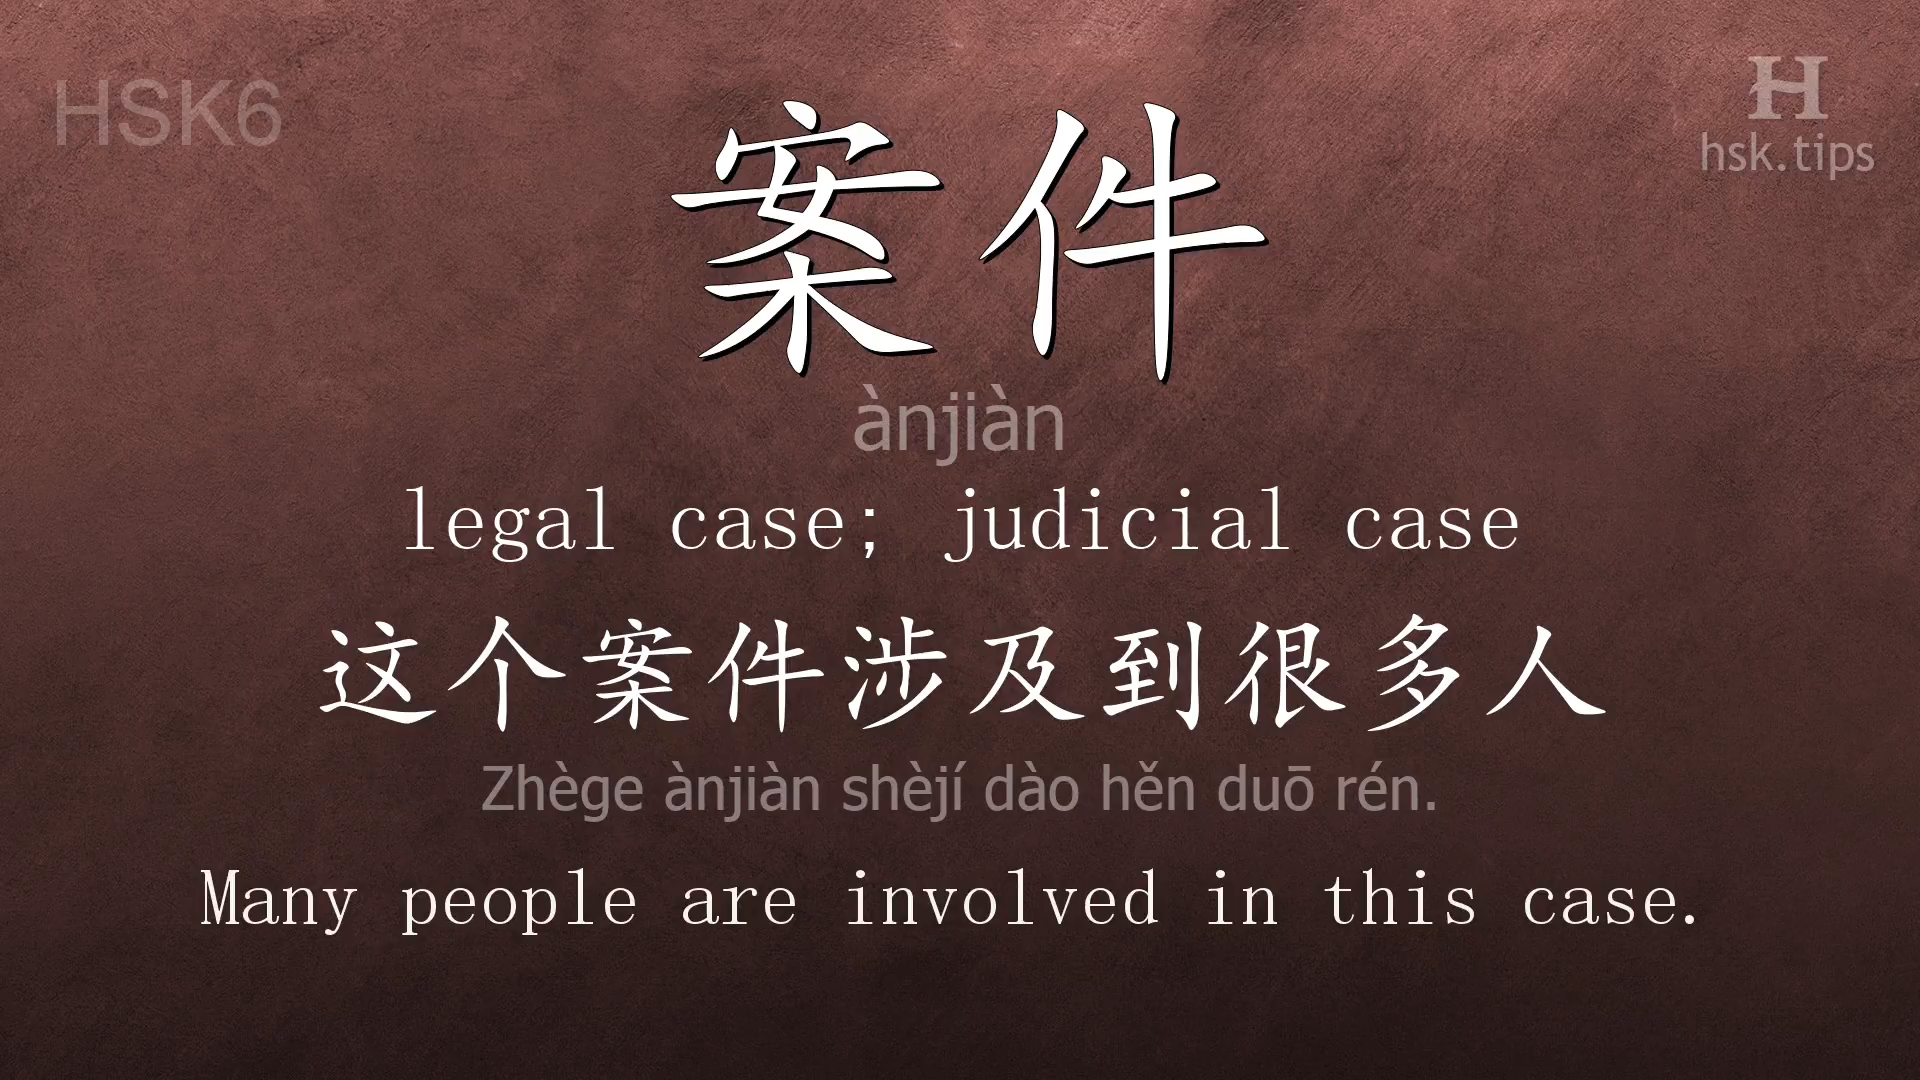 HSK6
H
hsk.tips
案件
ànjiàn
legal case; judicial case
这个案件涉及到很多人
Zhège ànjiàn shèjí dào hěn duō rén.
Many people are involved in this case.